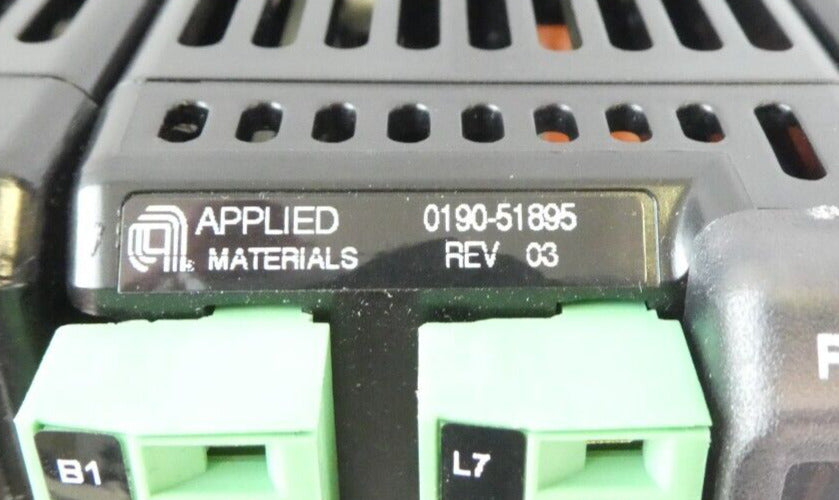 APPLIED 0190-51895
MATERIALS REV 03
B1
L7